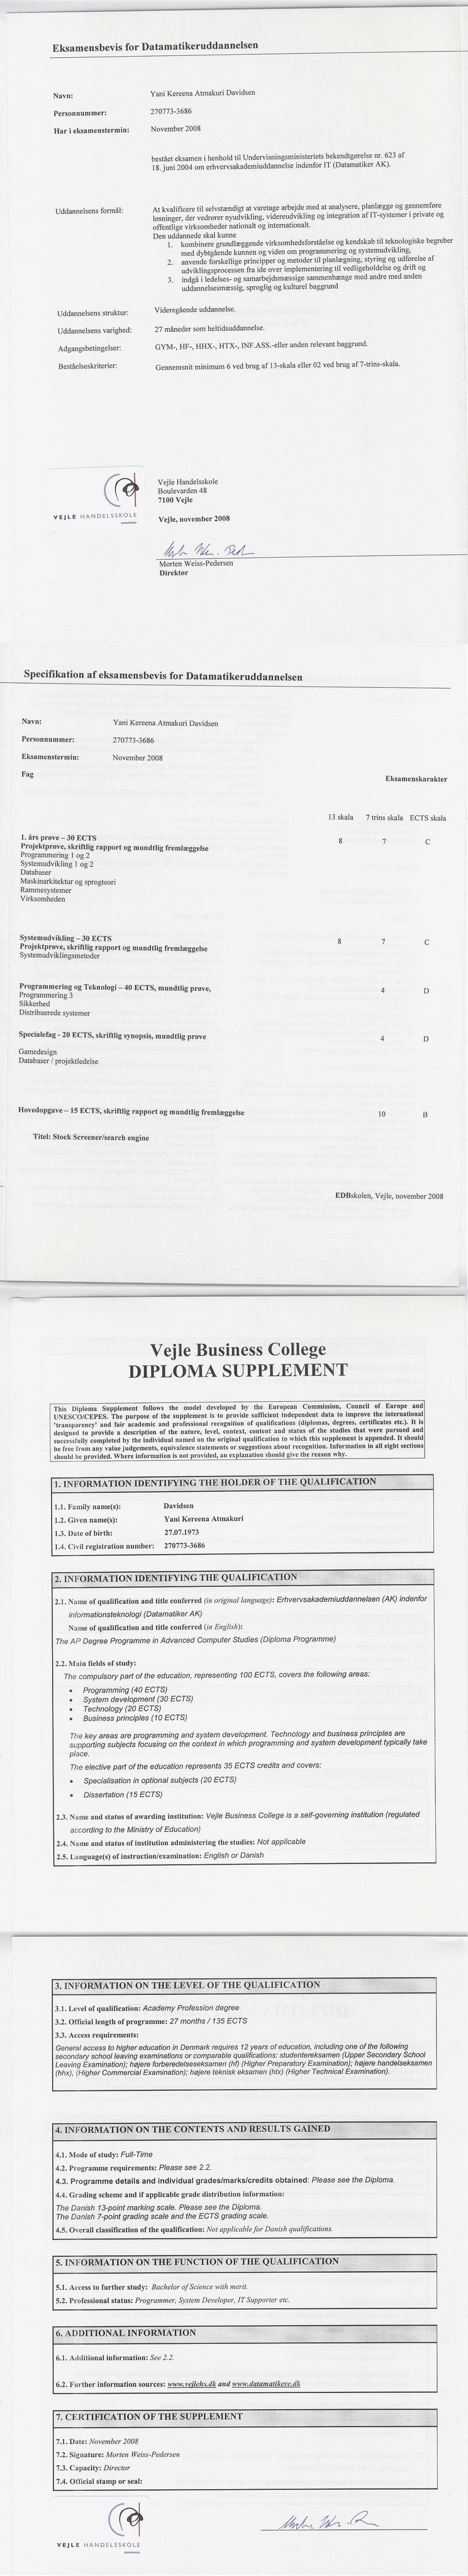 Eksamensbevis for Datamatikeruddannelsen
Navn: Yani Kereena Atmakuri Davidsen
Personnummer: 270773-3686
Har i eksamenstermin: November 2008
bestået eksamen i henhold til Undervisningsministeriets bekendtgørelse nr. 623 af
18. juni 2004 om erhvervsakademiuddannelse indenfor IT (Datamatiker AK).
Uddannelsens formål: At kvalificere til selvstændigt at varetage arbejde med at analysere, planlægge og gennemføre
løsninger, der vedrører nyudvikling, videreudvikling og integration af IT-systemer i private og
offentlige virksomheder nationalt og internationalt.
Den uddannede skal kunne
1. kombinere grundlæggende virksomhedsforståelse og kendskab til teknologiske begreber
med dybtgående kunnen og viden om programmering og systemudvikling,
2. anvende forskellige principper og metoder til planlægning, styring og udførelse af
udviklingsprocessen fra ide over implementering til vedligeholdelse og drift og
3. indgå i ledelses- og samarbejdsmæssige sammenhænge med andre med anden
uddannelsesmæssig, sproglig og kulturel baggrund
Uddannelsens struktur: Videregående uddannelse.
Uddannelsens varighed: 27 måneder som heltidsuddannelse.
Adgangsbetingelser: GYM-, HF-, HHX-, HTX-, INF.ASS.-eller anden relevant baggrund.
Beståelseskriterier: Gennemsnit minimum 6 ved brug af 13-skala eller 02 ved brug af 7-trins-skala.
VEJLE HANDELSSKOLE
Vejle Handelsskole
Boulevarden 48
7100 Vejle
Vejle, november 2008
Morten Weiss-Pedersen
Direktør
Specifikation af eksamensbevis for Datamatikeruddannelsen
Navn: Yani Kereena Atmakuri Davidsen
Personnummer: 270773-3686
Eksamenstermin: November 2008
Fag Eksamenskarakter
13 skala 7 trins skala ECTS skala
1. års prøve – 30 ECTS 8 7 C
Projektprøve, skriftlig rapport og mundtlig fremlæggelse
Programmering 1 og 2
Systemudvikling 1 og 2
Databaser
Maskinarkitektur og sprogteori
Rammesystemer
Virksomheden
Systemudvikling – 30 ECTS 8 7 C
Projektprøve, skriftlig rapport og mundtlig fremlæggelse
Systemudviklingsmetoder
Programmering og Teknologi – 40 ECTS, mundtlig prøve, 4 D
Programmering 3
Sikkerhed
Distribuerede systemer
Specialefag - 20 ECTS, skriftlig synopsis, mundtlig prøve 4 D
Gamedesign
Databaser / projektledelse
Hovedopgave – 15 ECTS, skriftlig rapport og mundtlig fremlæggelse 10 B
Titel: Stock Screener/search engine
EDBskolen, Vejle, november 2008
Vejle Business College
DIPLOMA SUPPLEMENT
This Diploma Supplement follows the model developed by the European Commission, Council of Europe and
UNESCO/CEPES. The purpose of the supplement is to provide sufficient independent data to improve the international
'transparency' and fair academic and professional recognition of qualifications (diplomas, degrees, certificates etc.). It is
designed to provide a description of the nature, level, context, content and status of the studies that were pursued and
successfully completed by the individual named on the original qualification to which this supplement is appended. It should
be free from any value judgements, equivalence statements or suggestions about recognition. Information in all eight sections
should be provided. Where information is not provided, an explanation should give the reason why.
1. INFORMATION IDENTIFYING THE HOLDER OF THE QUALIFICATION
1.1. Family name(s): Davidsen
1.2. Given name(s): Yani Kereena Atmakuri
1.3. Date of birth: 27.07.1973
1.4. Civil registration number: 270773-3686
2. INFORMATION IDENTIFYING THE QUALIFICATION
2.1. Name of qualification and title conferred (in original language): Erhvervsakademiuddannelsen (AK) indenfor
informationsteknologi (Datamatiker AK)
Name of qualification and title conferred (in English):
The AP Degree Programme in Advanced Computer Studies (Diploma Programme)
2.2. Main fields of study:
The compulsory part of the education, representing 100 ECTS, covers the following areas:
• Programming (40 ECTS)
• System development (30 ECTS)
• Technology (20 ECTS)
• Business principles (10 ECTS)
The key areas are programming and system development. Technology and business principles are
supporting subjects focusing on the context in which programming and system development typically take
place.
The elective part of the education represents 35 ECTS credits and covers:
• Specialisation in optional subjects (20 ECTS)
• Dissertation (15 ECTS)
2.3. Name and status of awarding institution: Vejle Business College is a self-governing institution (regulated
according to the Ministry of Education)
2.4. Name and status of institution administering the studies: Not applicable
2.5. Language(s) of instruction/examination: English or Danish
3. INFORMATION ON THE LEVEL OF THE QUALIFICATION
3.1. Level of qualification: Academy Profession degree
3.2. Official length of programme: 27 months / 135 ECTS
3.3. Access requirements:
General access to higher education in Denmark requires 12 years of education, including one of the following
secondary school leaving examinations or comparable qualifications: studentereksamen (Upper Secondary School
Leaving Examination); højere forberedelseseksamen (hf) (Higher Preparatory Examination); højere handelseksamen
(hhx), (Higher Commercial Examination); højere teknisk eksamen (htx) (Higher Technical Examination).
4. INFORMATION ON THE CONTENTS AND RESULTS GAINED
4.1. Mode of study: Full-Time
4.2. Programme requirements: Please see 2.2.
4.3. Programme details and individual grades/marks/credits obtained: Please see the Diploma.
4.4. Grading scheme and if applicable grade distribution information:
The Danish 13-point marking scale. Please see the Diploma.
The Danish 7-point grading scale and the ECTS grading scale.
4.5. Overall classification of the qualification: Not applicable for Danish qualifications.
5. INFORMATION ON THE FUNCTION OF THE QUALIFICATION
5.1. Access to further study: Bachelor of Science with merit.
5.2. Professional status: Programmer, System Developer, IT Supporter etc.
6. ADDITIONAL INFORMATION
6.1. Additional information: See 2.2.
6.2. Further information sources: www.vejlehs.dk and www.datamatikere.dk
7. CERTIFICATION OF THE SUPPLEMENT
7.1. Date: November 2008
7.2. Signature: Morten Weiss-Pedersen
7.3. Capacity: Director
7.4. Official stamp or seal:
VEJLE HANDELSSKOLE